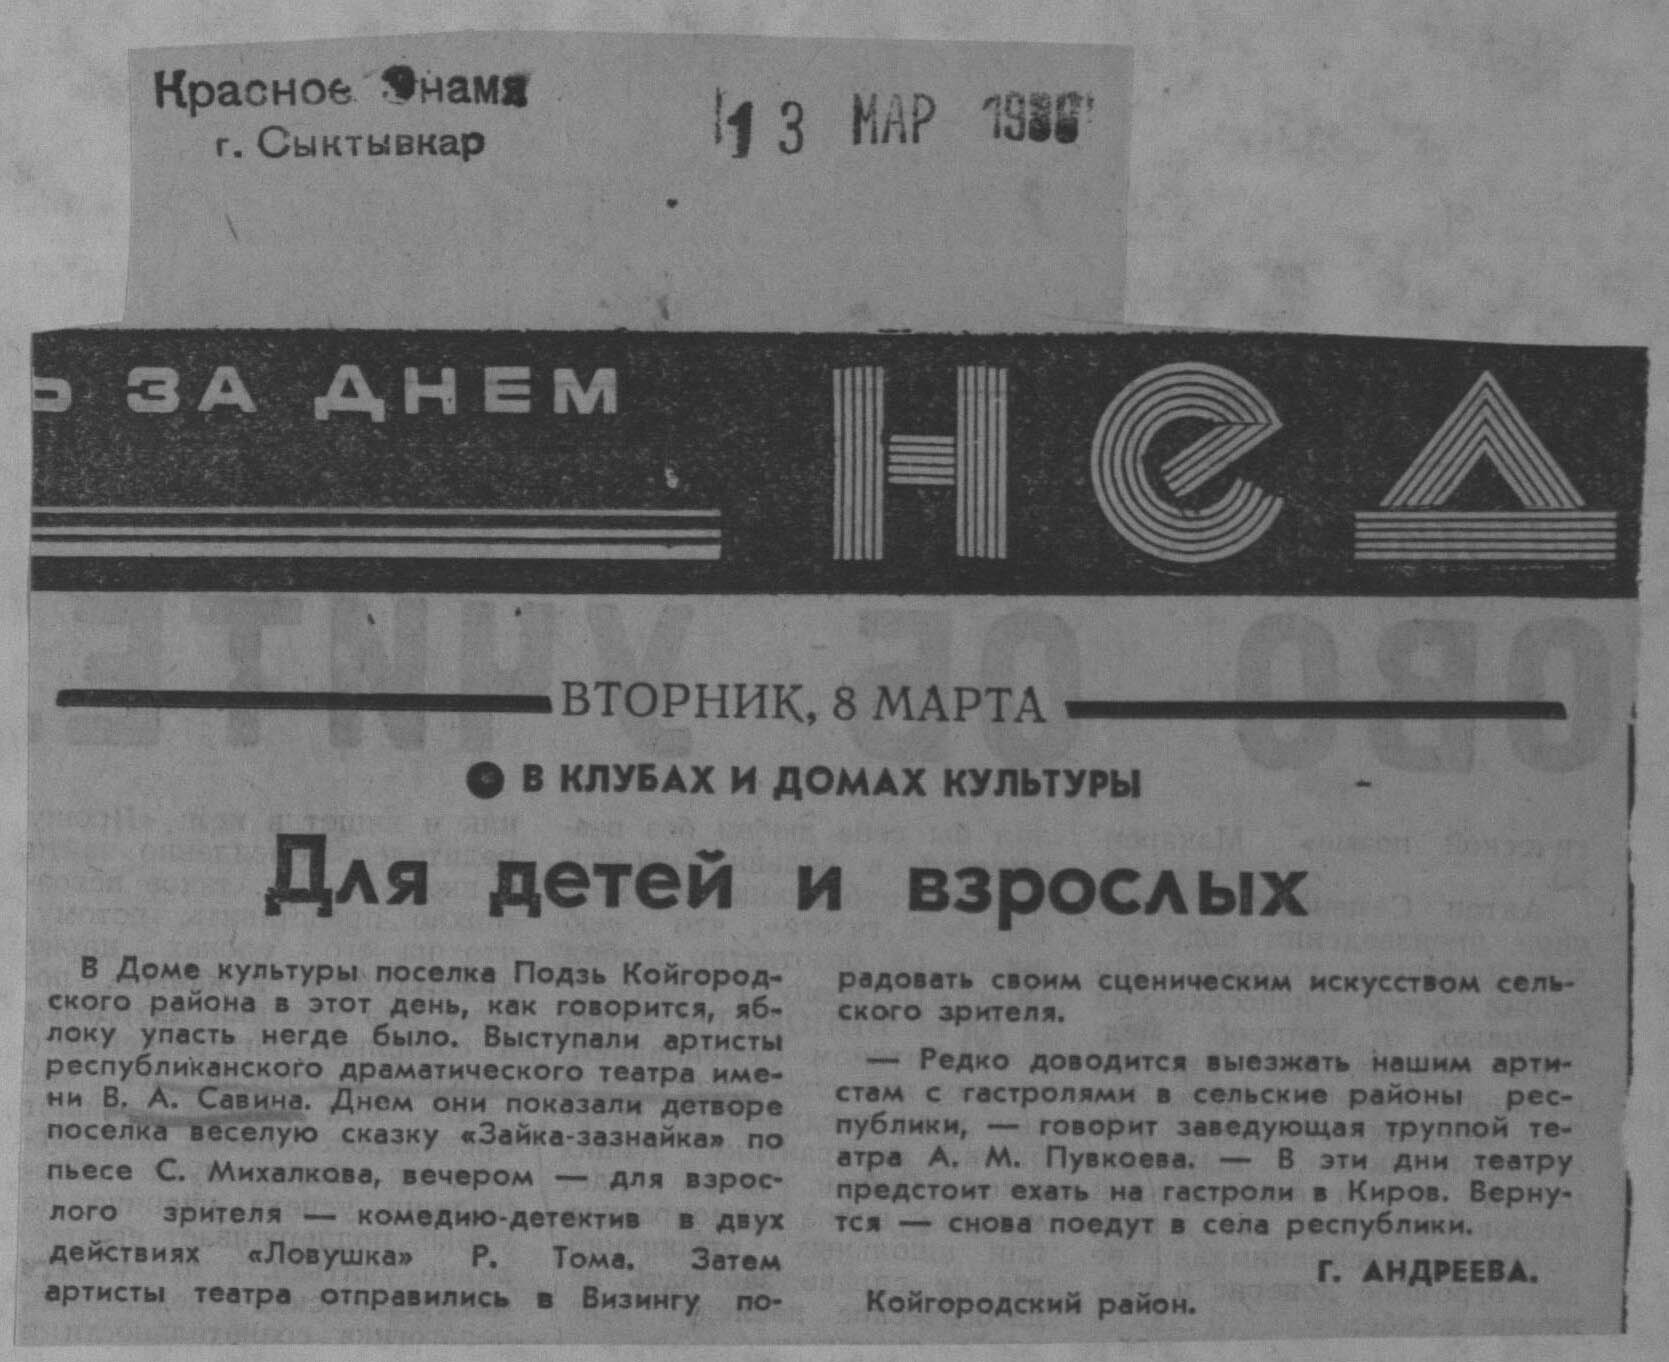 Красное Знамя
г. Сыктывкар
13 МАР
Ь ЗА ДНЕМ
НЕД
ВТОРНИК, 8 МАРТА
В КЛУБАХ И ДОМАХ КУЛЬТУРЫ
Для детей и взрослых
В Доме культуры поселка Подзь Койгород-
ского района в этот день, как говорится, яб-
локу упасть негде было. Выступали артисты
республиканского драматического театра име-
ни В. А. Савина. Днем они показали детворе
поселка веселую сказку «Зайка-зазнайка» по
пьесе С. Михалкова, вечером — для взрос-
лого зрителя — комедию-детектив в двух
действиях «Ловушка» Р. Тома. Затем
артисты театра отправились в Визингу по-
радовать своим сценическим искусством сель-
ского зрителя.
— Редко доводится выезжать нашим арти-
стам с гастролями в сельские районы рес-
публики, — говорит заведующая труппой те-
атра А. М. Пувкоева. — В эти дни театру
предстоит ехать на гастроли в Киров. Верну-
тся — снова поедут в села республики.
Г. АНДРЕЕВА.
Койгородский район.